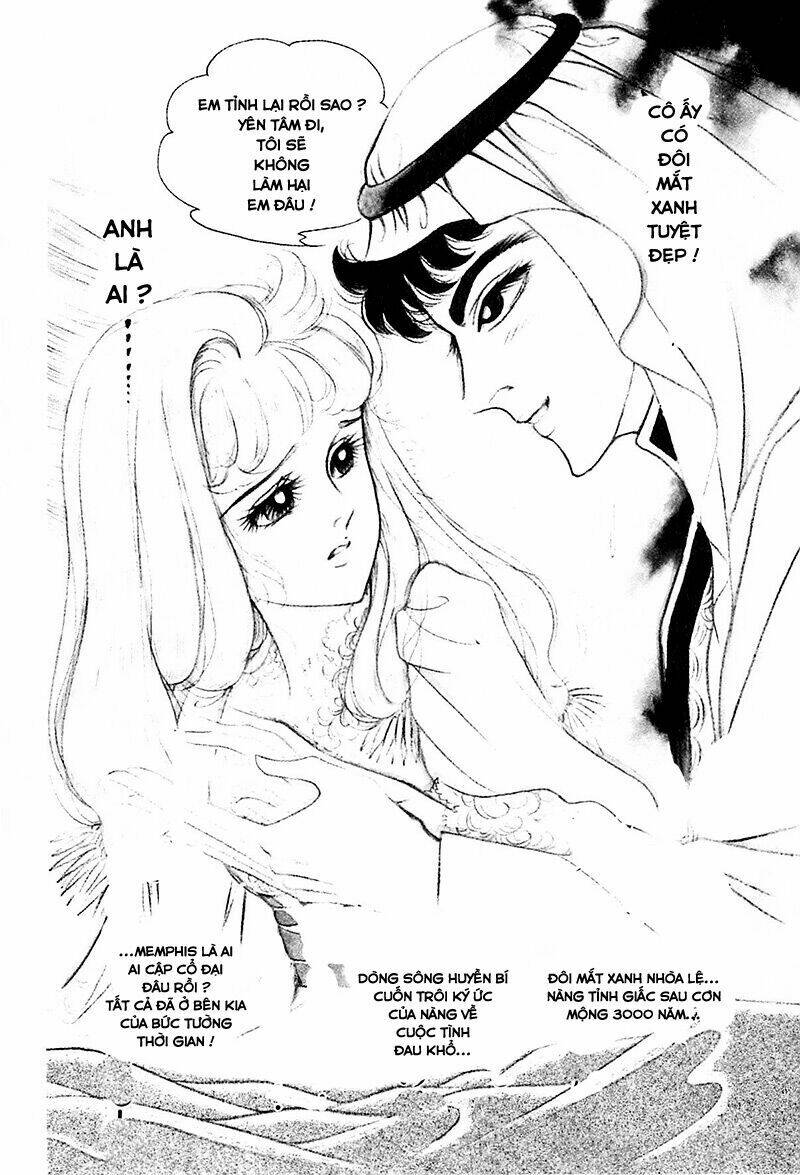 CÔ ẤY
CÓ
ĐÔI
MẮT
XANH
TUYỆT
ĐẸP !
EM TỈNH LẠI RỒI SAO ?
YÊN TÂM ĐI,
TÔI SẼ
KHÔNG
LÀM HẠI
EM ĐÂU !
ANH
LÀ
AI ?
...MEMPHIS LÀ AI
AI CẬP CỔ ĐẠI
ĐÂU RỒI ?
TẤT CẢ ĐÃ Ở BÊN KIA
CỦA BỨC TƯỜNG
THỜI GIAN !
DÒNG SÔNG HUYỀN BÍ
CUỐN TRÔI KÝ ỨC
CỦA NÀNG VỀ
CUỘC TÌNH
ĐAU KHỔ...
ĐÔI MẮT XANH NHÒA LỆ...
NÀNG TỈNH GIẤC SAU CƠN
MỘNG 3000 NĂM...